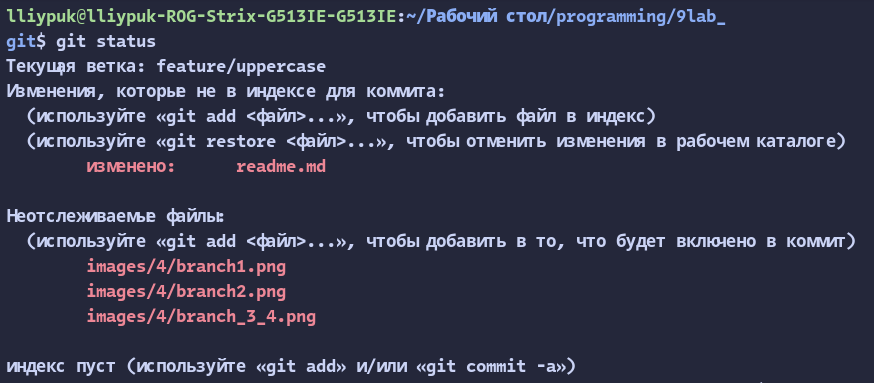 lliypuk@lliypuk-ROG-Strix-G513IE-G513IE:~/Рабочий стол/programming/9lab_
git$ git status
Текущая ветка: feature/uppercase
Изменения, которые не в индексе для коммита:
  (используйте «git add <файл>...», чтобы добавить файл в индекс)
  (используйте «git restore <файл>...», чтобы отменить изменения в рабочем каталоге)
        изменено:      readme.md

Неотслеживаемые файлы:
  (используйте «git add <файл>...», чтобы добавить в то, что будет включено в коммит)
        images/4/branch1.png
        images/4/branch2.png
        images/4/branch_3_4.png

индекс пуст (используйте «git add» и/или «git commit -a»)